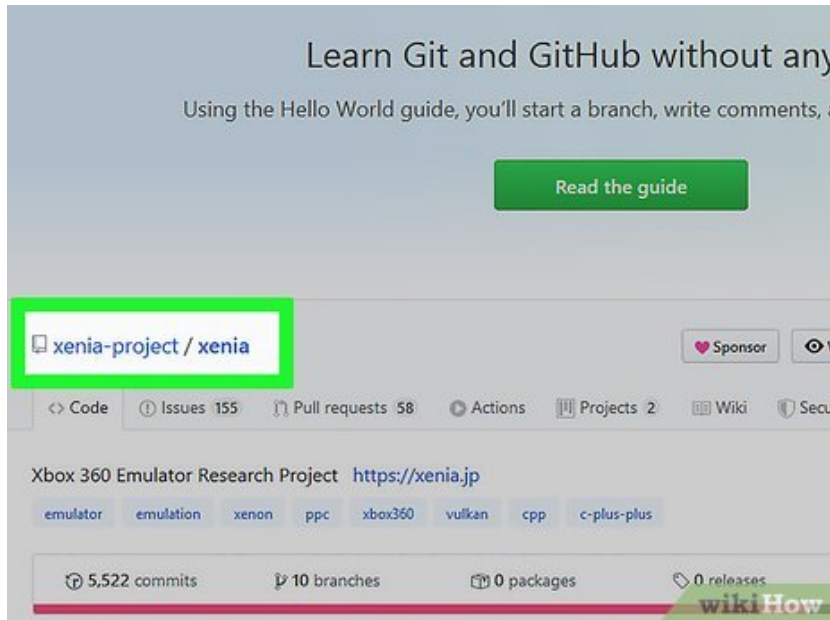 Learn Git and GitHub without any
Using the Hello World guide, you'll start a branch, write comments,
Read the guide
xenia-project / xenia
Sponsor
Code Issues 155 Pull requests 58 Actions Projects 2 Wiki Secu
Xbox 360 Emulator Research Project https://xenia.jp
emulator emulation xenon ppc xbox360 vulkan cpp c-plus-plus
5,522 commits 10 branches 0 packages 0 releases
wikiHow